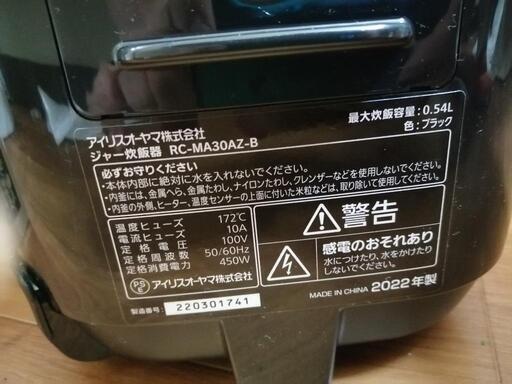 最大炊飯容量：0.54L
色：ブラック
アイリスオーヤマ株式会社
ジャー炊飯器 RC-MA30AZ-B
必ずお守りください
・本体内部に絶対に水を入れないでください。
・内釜には、金属へら、金属たわし、ナイロンたわし、クレンザーなどを使用しないでください。
・内釜の外側、ヒーター、温度センサーの上面に付いた米粒などは、取り除いて使用してください。
温度ヒューズ 172℃
電流ヒューズ 10A
定格電圧 100V
定格周波数 50/60Hz
定格消費電力 450W
PS E アイリスオーヤマ株式会社
製造番号： 220301741
警告
感電のおそれあり
水につけたり、水をかけたり
しないでください。
MADE IN CHINA 2022年製